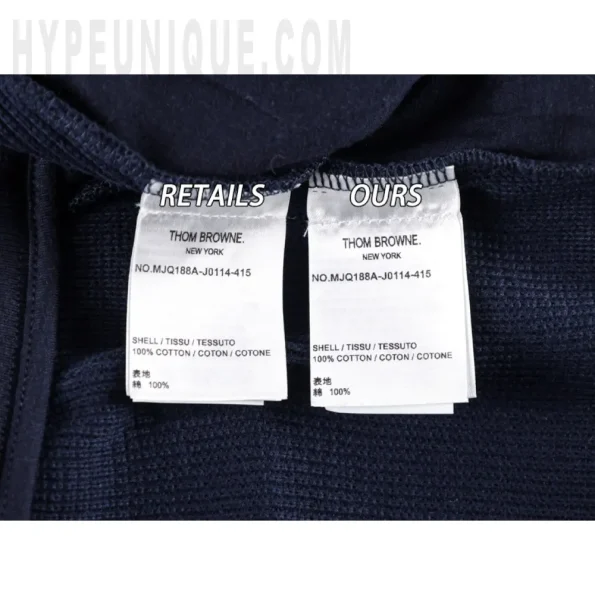 HYPEUNIQUE.COM
RETAILS
THOM BROWNE.
NEW YORK
NO.MJQ188A-J0114-415
SHELL / TISSU / TESSUTO
100% COTTON / COTON / COTONE
表地
綿 100%
OURS
THOM BROWNE.
NEW YORK
NO.MJQ188A-J0114-415
SHELL / TISSU / TESSUTO
100% COTTON / COTON / COTONE
表地
綿 100%